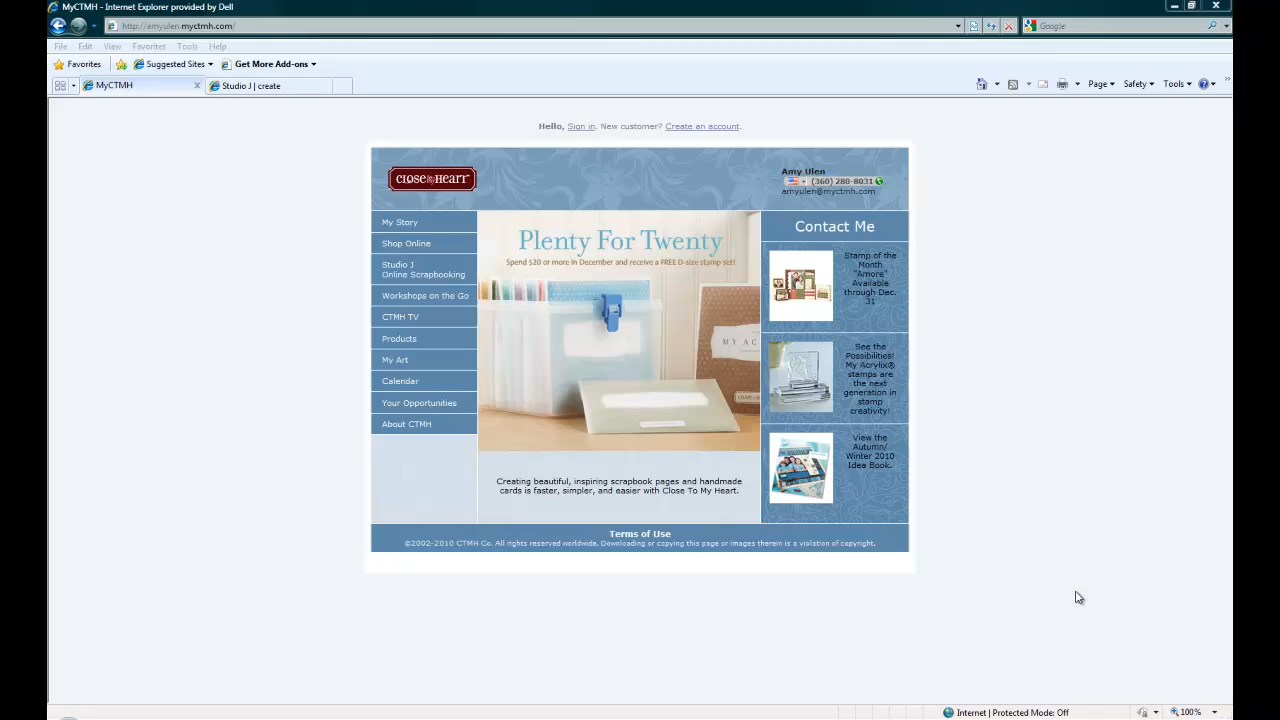 MyCTMH - Internet Explorer provided by Dell
http://amyulen.myctmh.com/
Google
File Edit View Favorites Tools Help
Favorites Suggested Sites Get More Add-ons
MyCTMH Studio J | create
Page Safety Tools
Hello, Sign in. New customer? Create an account.
CLOSE TO MY HEART
Amy Ulen
(360) 280-8031
amyulen@myctmh.com
My Story
Shop Online
Studio J
Online Scrapbooking
Workshops on the Go
CTMH TV
Products
My Art
Calendar
Your Opportunities
About CTMH
Plenty For Twenty
Spend $20 or more in December and receive a FREE D-size stamp set!
MY AC
Creating beautiful, inspiring scrapbook pages and handmade
cards is faster, simpler, and easier with Close To My Heart.
Contact Me
Stamp of the
Month
"Amore"
Available
through Dec.
31
See the
Possibilities!
My Acrylix®
stamps are
the next
generation in
stamp
creativity!
View the
Autumn/
Winter 2010
Idea Book.
Terms of Use
©2002-2010 CTMH Co. All rights reserved worldwide. Downloading or copying this page or images therein is a violation of copyright.
Internet | Protected Mode: Off
100%